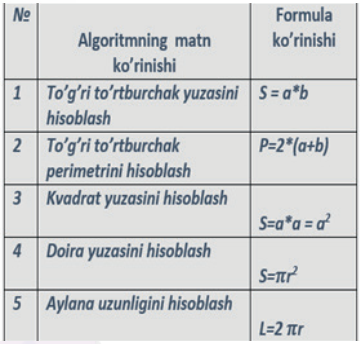 №
Algoritmning matn
ko'rinishi
Formula
ko'rinishi
1
To'g'ri to'rtburchak yuzasini
hisoblash
S = a*b
2
To'g'ri to'rtburchak
perimetrini hisoblash
P=2*(a+b)
3
Kvadrat yuzasini hisoblash
S=a*a = a²
4
Doira yuzasini hisoblash
S=πr²
5
Aylana uzunligini hisoblash
L=2 πr